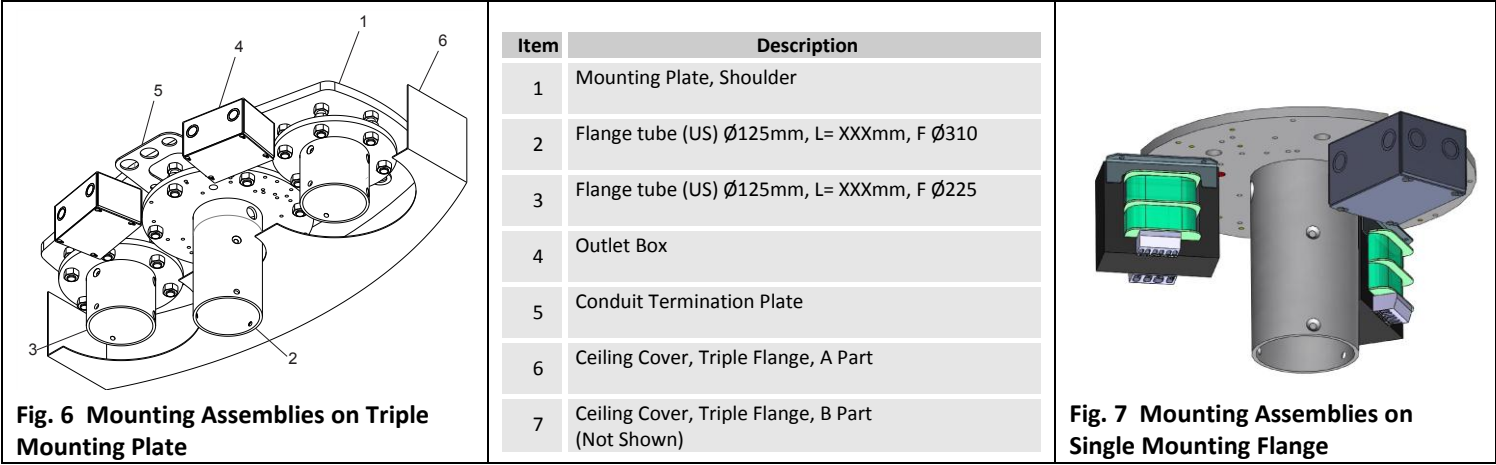 1
4
6
5
3
2
Fig. 6 Mounting Assemblies on Triple
Mounting Plate
Item Description
1 Mounting Plate, Shoulder
2 Flange tube (US) Ø125mm, L= XXXmm, F Ø310
3 Flange tube (US) Ø125mm, L= XXXmm, F Ø225
4 Outlet Box
5 Conduit Termination Plate
6 Ceiling Cover, Triple Flange, A Part
7 Ceiling Cover, Triple Flange, B Part
(Not Shown)
Fig. 7 Mounting Assemblies on
Single Mounting Flange